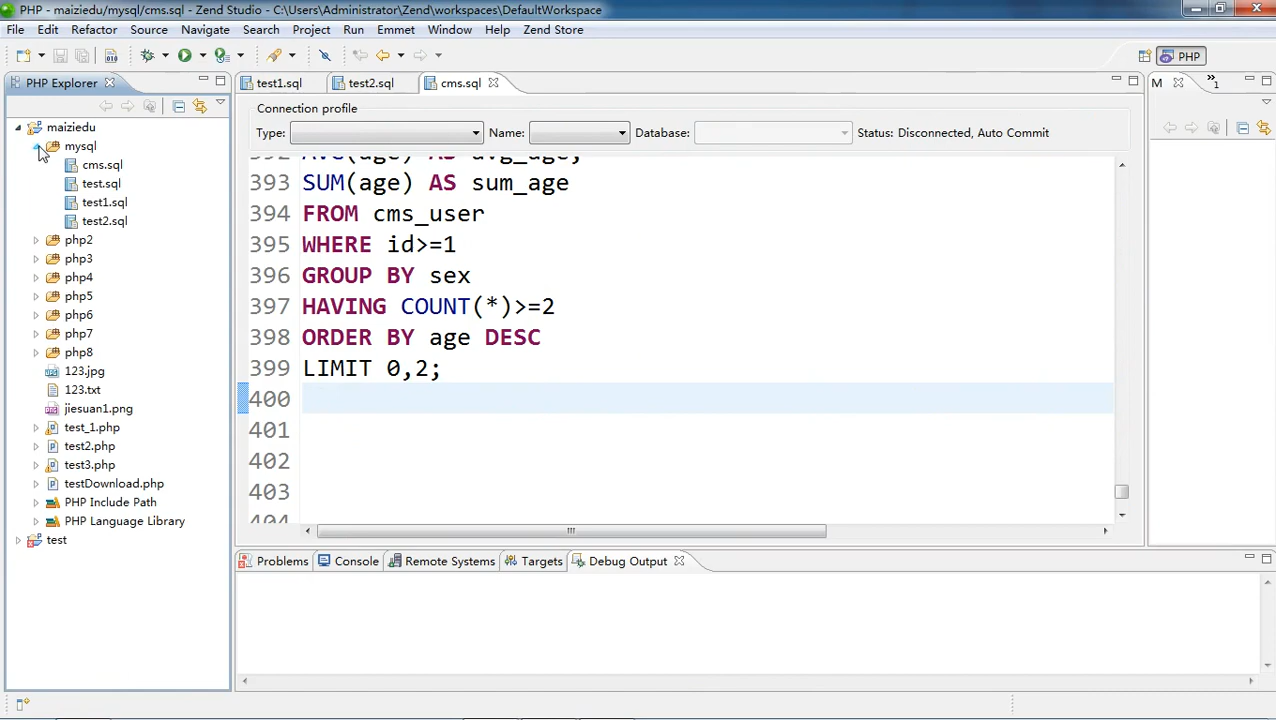 PHP - maiziedu/mysql/cms.sql - Zend Studio - C:\Users\Administrator\Zend\workspaces\DefaultWorkspace
File Edit Refactor Source Navigate Search Project Run Emmet Window Help Zend Store
PHP
PHP Explorer
test1.sql test2.sql cms.sql
M
Connection profile
Type: Name: Database: Status: Disconnected, Auto Commit
maiziedu
mysql
cms.sql
test.sql
test1.sql
test2.sql
php2
php3
php4
php5
php6
php7
php8
123.jpg
123.txt
jiesuan1.png
test_1.php
test2.php
test3.php
testDownload.php
PHP Include Path
PHP Language Library
test
392 AVG(age) AS avg_age,
393 SUM(age) AS sum_age
394 FROM cms_user
395 WHERE id>=1
396 GROUP BY sex
397 HAVING COUNT(*)>=2
398 ORDER BY age DESC
399 LIMIT 0,2;
400
401
402
403
404
Problems Console Remote Systems Targets Debug Output